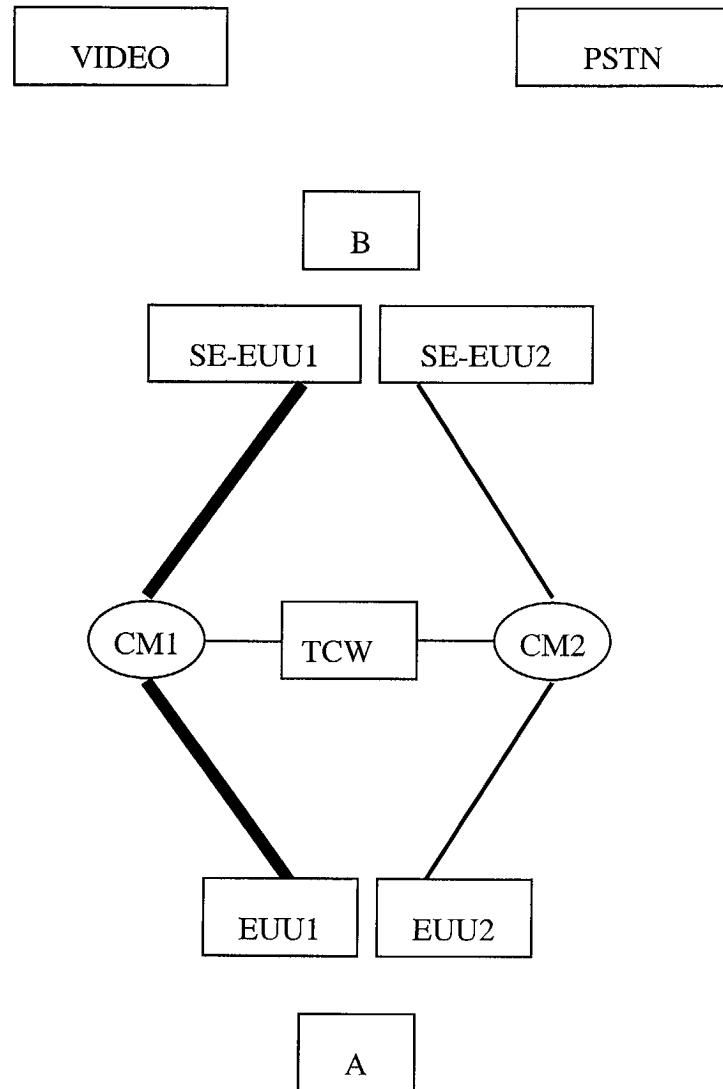 VIDEO
PSTN
B
SE-EUU1
SE-EUU2
CM1
TCW
CM2
EUU1
EUU2
A